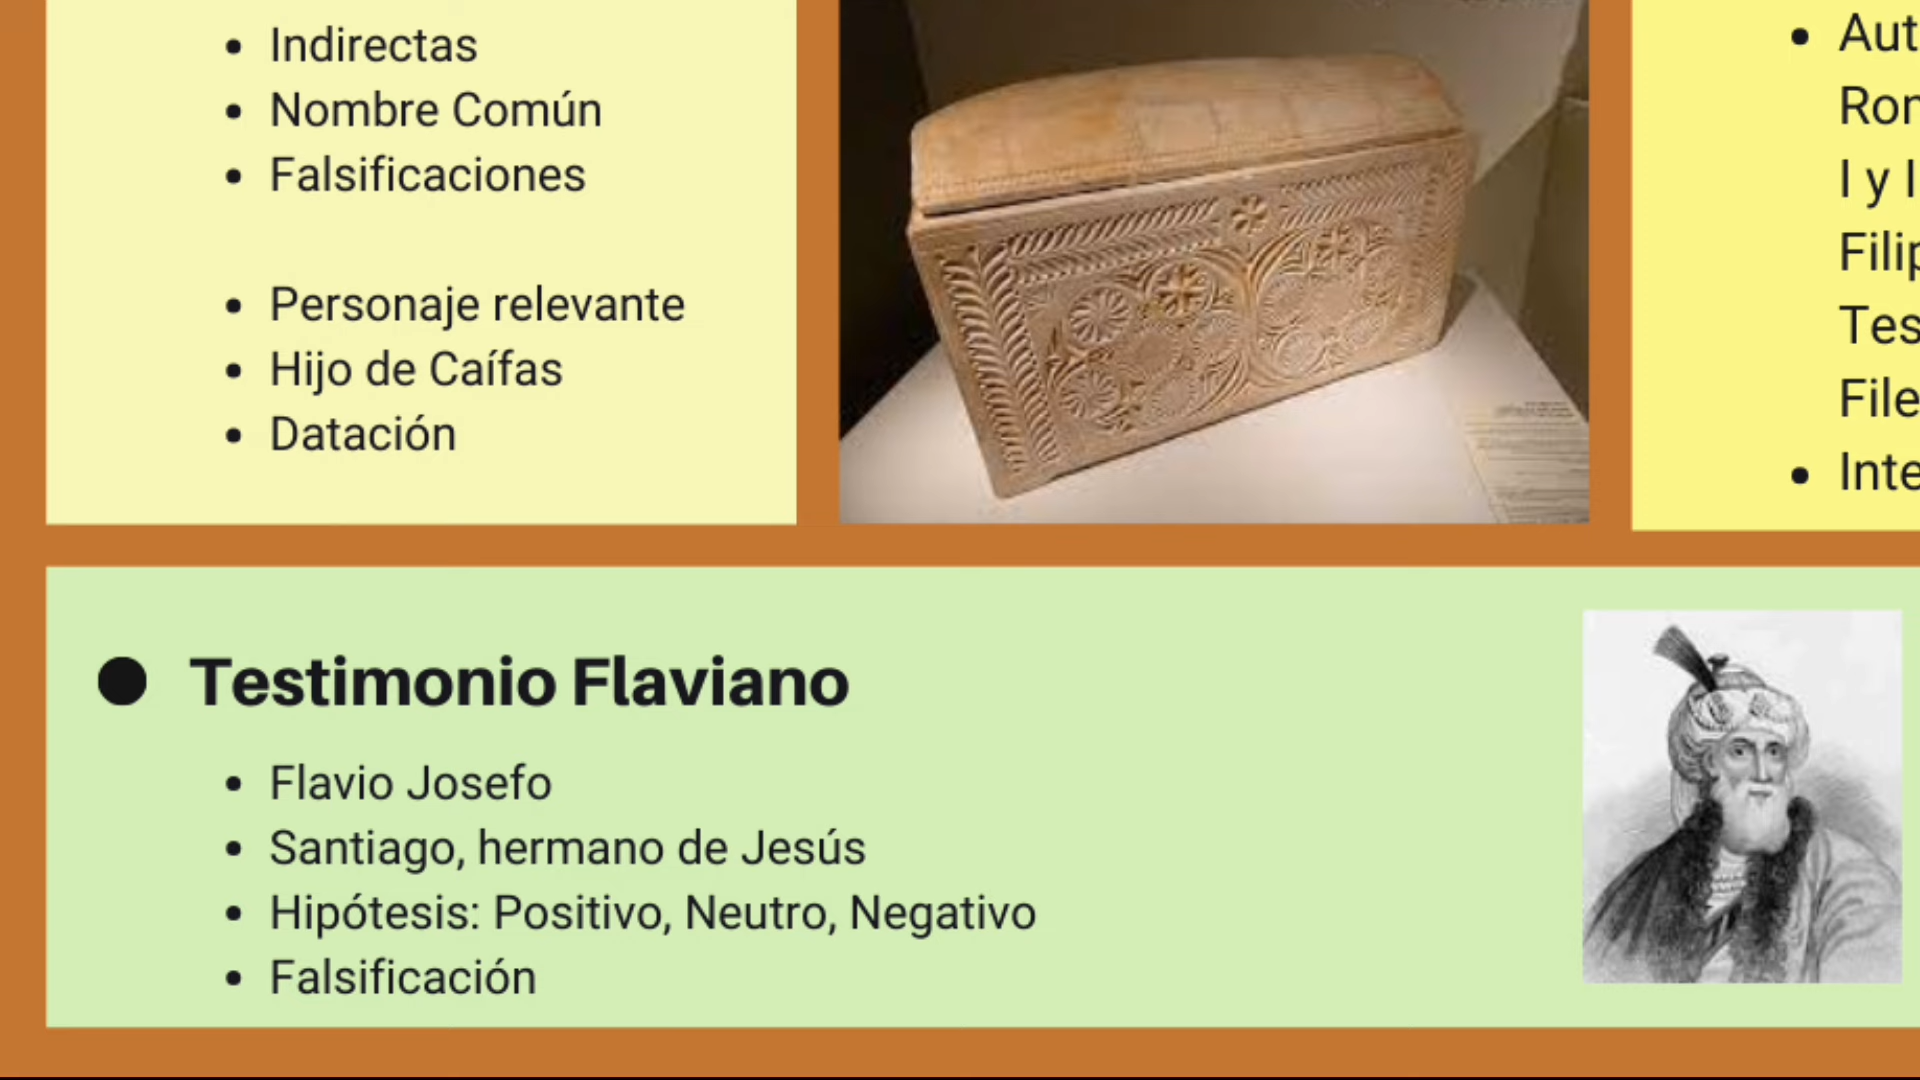 Indirectas
Nombre Común
Falsificaciones
Personaje relevante
Hijo de Caífas
Datación
I y
Testimonio Flaviano
Flavio Josefo
Santiago, hermano de Jesús
Hipótesis: Positivo, Neutro, Negativo
Falsificación